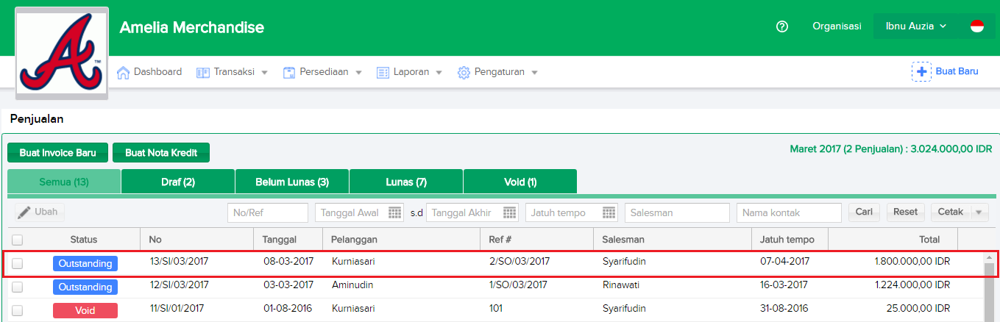 Amelia Merchandise
Organisasi
Ibnu Auzia
A
TM
Dashboard
Transaksi
Persediaan
Laporan
Pengaturan
Buat Baru
Penjualan
Buat Invoice Baru
Buat Nota Kredit
Maret 2017 (2 Penjualan) : 3.024.000,00 IDR
Semua (13)
Draf (2)
Belum Lunas (3)
Lunas (7)
Void (1)
Ubah
No/Ref
Tanggal Awal
s.d
Tanggal Akhir
Jatuh tempo
Salesman
Nama kontak
Cari
Reset
Cetak
Status No Tanggal Pelanggan Ref # Salesman Jatuh tempo Total
Outstanding 13/SI/03/2017 08-03-2017 Kurniasari 2/SO/03/2017 Syarifudin 07-04-2017 1.800.000,00 IDR
Outstanding 12/SI/03/2017 03-03-2017 Aminudin 1/SO/03/2017 Rinawati 16-03-2017 1.224.000,00 IDR
Void 11/SI/01/2017 01-08-2016 Kurniasari 101 Syarifudin 31-08-2016 25.000,00 IDR